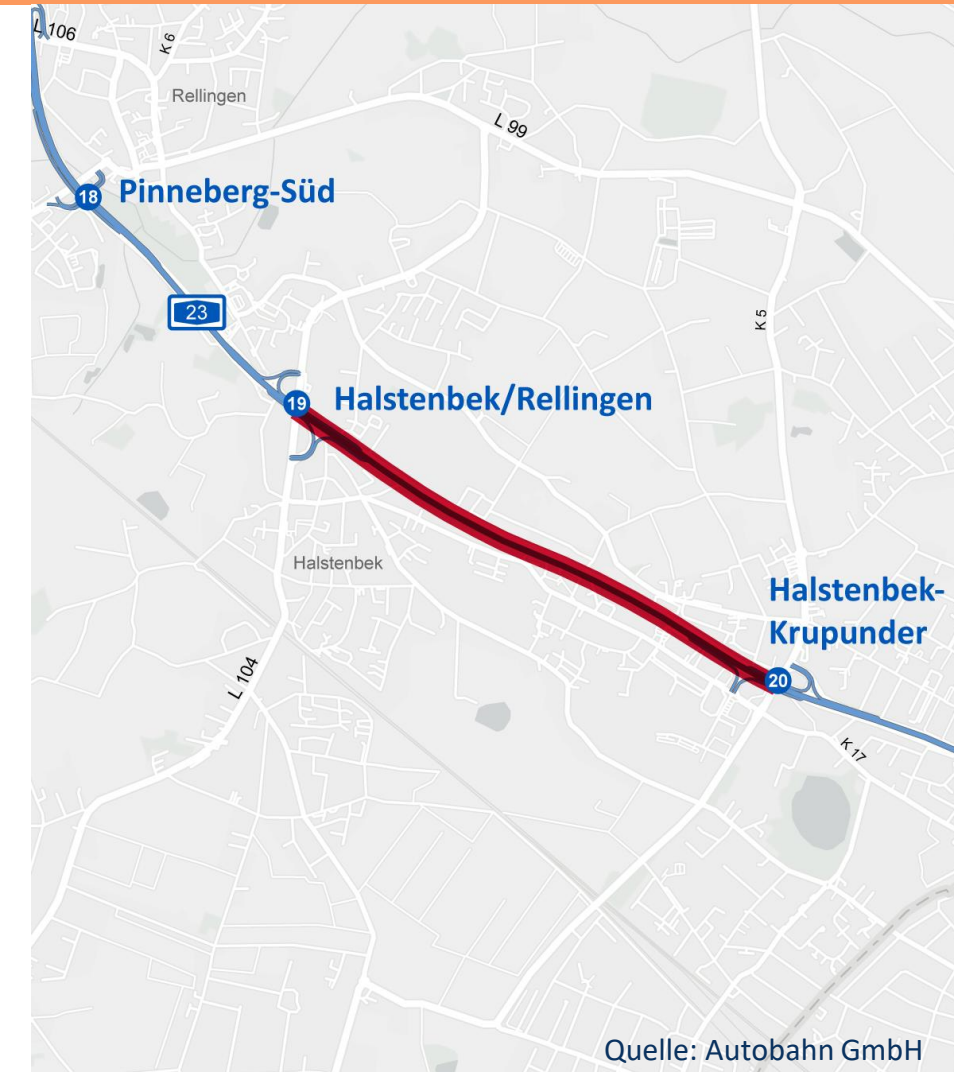 L 106
K 6
Rellingen
L 99
18
Pinneberg-Süd
23
K 5
19
Halstenbek/Rellingen
Halstenbek
Halstenbek-
Krupunder
20
L 104
K 17
Quelle: Autobahn GmbH